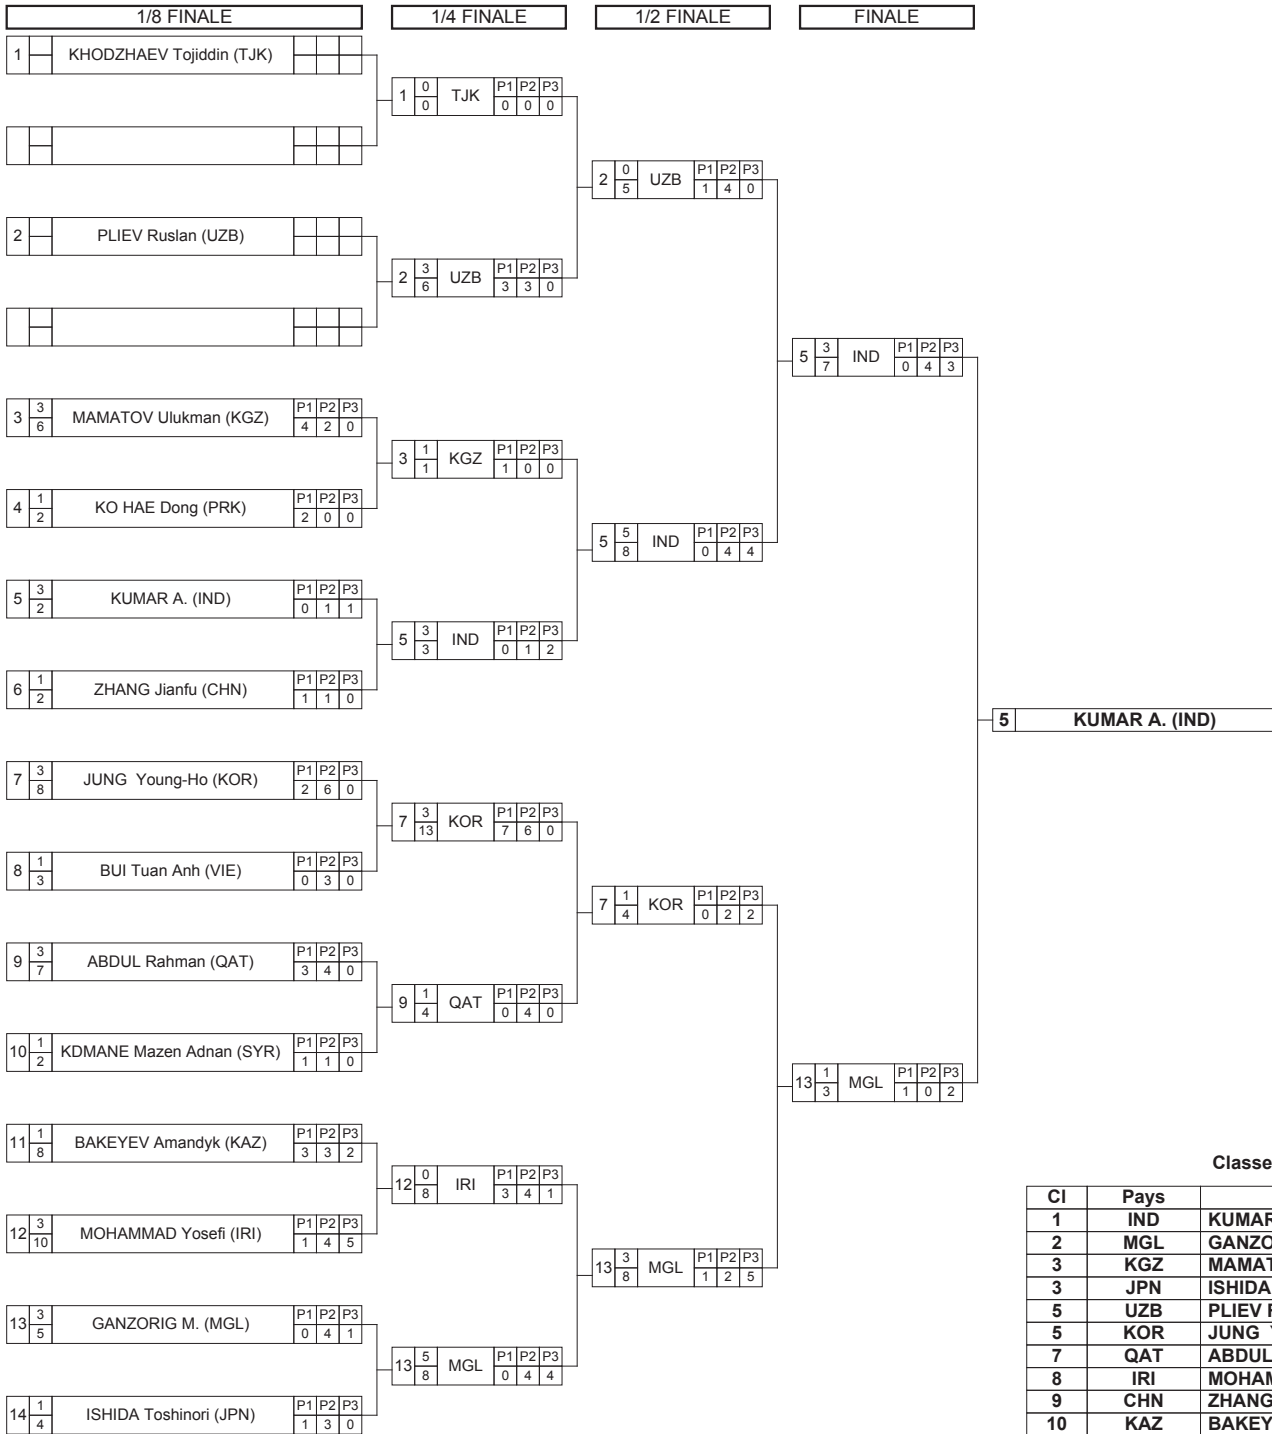 1/8 FINALE 1/4 FINALE 1/2 FINALE FINALE
1 KHODZHAEV Tojiddin (TJK)
1 0 TJK P1 P2 P3
0 0 0 0
2 0 UZB P1 P2 P3
5 1 4 0
2 PLIEV Ruslan (UZB)
2 3 UZB P1 P2 P3
6 3 3 0
5 3 IND P1 P2 P3
7 0 4 3
3 3 MAMATOV Ulukman (KGZ) P1 P2 P3
6 4 2 0
3 1 KGZ P1 P2 P3
1 1 0 0
4 1 KO HAE Dong (PRK) P1 P2 P3
2 2 0 0
5 5 IND P1 P2 P3
8 0 4 4
5 3 KUMAR A. (IND) P1 P2 P3
2 0 1 1
5 3 IND P1 P2 P3
3 0 1 2
6 1 ZHANG Jianfu (CHN) P1 P2 P3
2 1 1 0
5 KUMAR A. (IND)
7 3 JUNG Young-Ho (KOR) P1 P2 P3
8 2 6 0
7 3 KOR P1 P2 P3
13 7 6 0
8 1 BUI Tuan Anh (VIE) P1 P2 P3
3 0 3 0
7 1 KOR P1 P2 P3
4 0 2 2
9 3 ABDUL Rahman (QAT) P1 P2 P3
7 3 4 0
9 1 QAT P1 P2 P3
4 0 4 0
10 1 KDMANE Mazen Adnan (SYR) P1 P2 P3
2 1 1 0
13 1 MGL P1 P2 P3
3 1 0 2
11 1 BAKEYEV Amandyk (KAZ) P1 P2 P3
8 3 3 2
12 0 IRI P1 P2 P3
8 3 4 1
12 3 MOHAMMAD Yosefi (IRI) P1 P2 P3
10 1 4 5
13 3 MGL P1 P2 P3
8 1 2 5
13 3 GANZORIG M. (MGL) P1 P2 P3
5 0 4 1
13 5 MGL P1 P2 P3
8 0 4 4
14 1 ISHIDA Toshinori (JPN) P1 P2 P3
4 1 3 0
Classe
Cl Pays
1 IND KUMAR
2 MGL GANZO
3 KGZ MAMAT
3 JPN ISHIDA
5 UZB PLIEV
5 KOR JUNG
7 QAT ABDUL
8 IRI MOHAM
9 CHN ZHANG
10 KAZ BAKEY